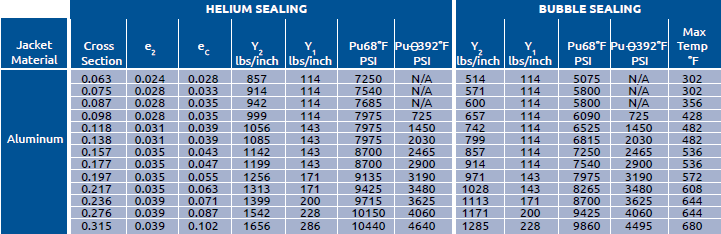 HELIUM SEALING BUBBLE SEALING
Jacket Material Cross Section e2 eC Y2 lbs/inch Y1 lbs/inch Pu68°F PSI PuƟ392°F PSI Y2 lbs/inch Y1 lbs/inch Pu68°F PSI PuƟ392°F PSI Max Temp °F
Aluminum
0.063 0.024 0.028 857 114 7250 N/A 514 114 5075 N/A 302
0.075 0.028 0.033 914 114 7540 N/A 571 114 5800 N/A 302
0.087 0.028 0.035 942 114 7685 N/A 600 114 5800 N/A 356
0.098 0.028 0.035 999 114 7975 725 657 114 6090 725 428
0.118 0.031 0.039 1056 143 7975 1450 742 114 6525 1450 482
0.138 0.031 0.039 1085 143 7975 2030 799 114 6815 2030 482
0.157 0.035 0.043 1142 143 8700 2465 857 114 7250 2465 536
0.177 0.035 0.047 1199 143 8700 2900 914 114 7540 2900 536
0.197 0.035 0.055 1256 171 9135 3190 971 143 7975 3190 572
0.217 0.035 0.063 1313 171 9425 3480 1028 143 8265 3480 608
0.236 0.039 0.071 1399 200 9715 3625 1113 171 8700 3625 644
0.276 0.039 0.087 1542 228 10150 4060 1171 200 9425 4060 644
0.315 0.039 0.102 1656 286 10440 4640 1285 228 9860 4495 680